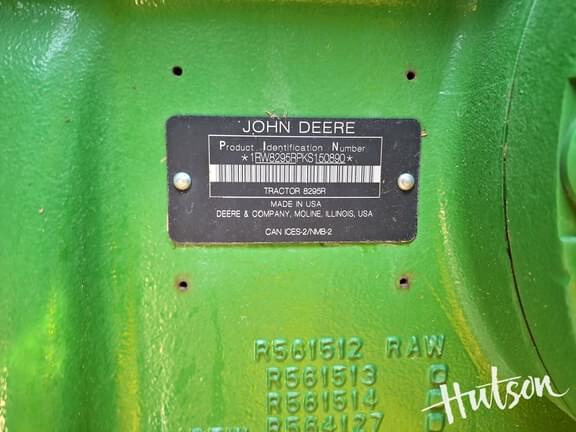 JOHN DEERE
Product Identification Number
*1RW8295RPKS150890*
TRACTOR 8295R
MADE IN USA
DEERE & COMPANY, MOLINE, ILLINOIS, USA
CAN ICES-2/NMB-2
R561512 RAW
R561513
R561514
R564127
Hutson